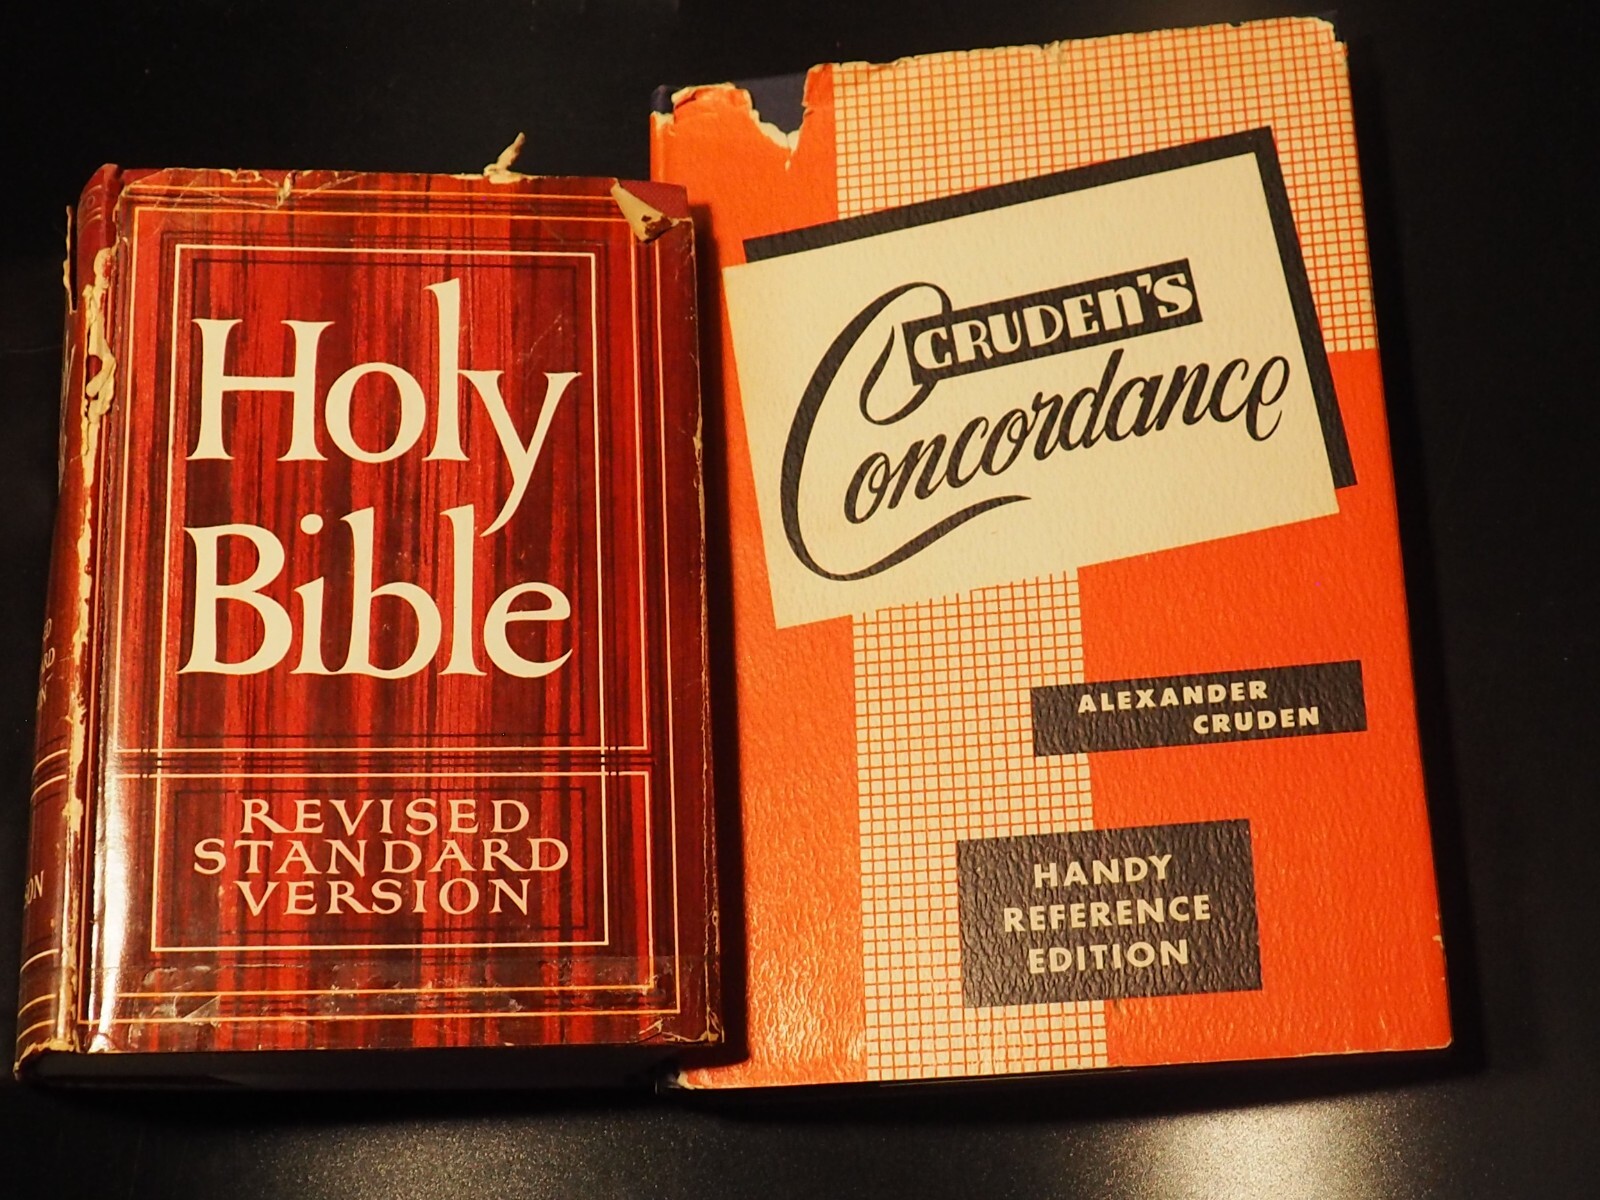 Holy
Bible
REVISED
STANDARD
VERSION
CRUDEN'S
Concordance
ALEXANDER
CRUDEN
HANDY
REFERENCE
EDITION